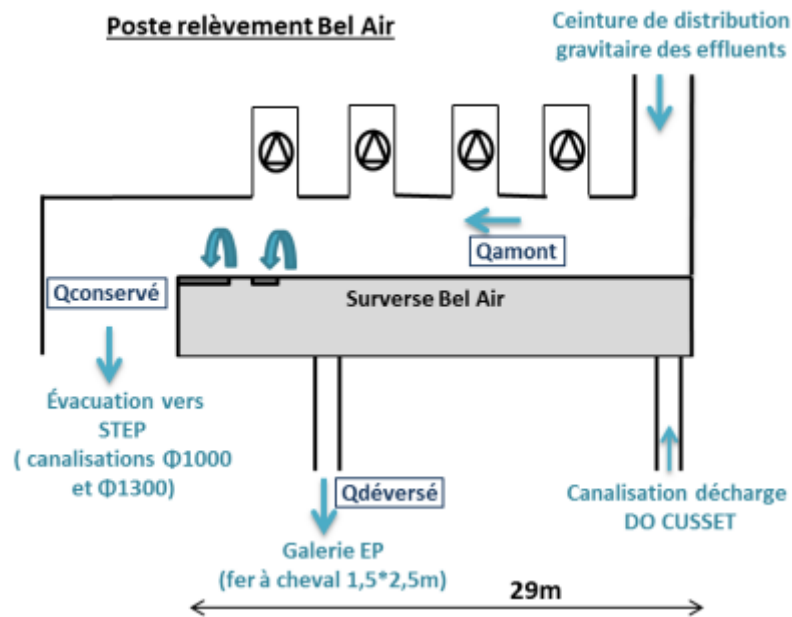 Poste relèvement Bel Air
Ceinture de distribution
gravitaire des effluents
Qamont
Qconservé
Surverse Bel Air
Évacuation vers
STEP
( canalisations Φ1000
et Φ1300)
Qdéversé
Canalisation décharge
DO CUSSET
Galerie EP
(fer à cheval 1,5*2,5m)
29m